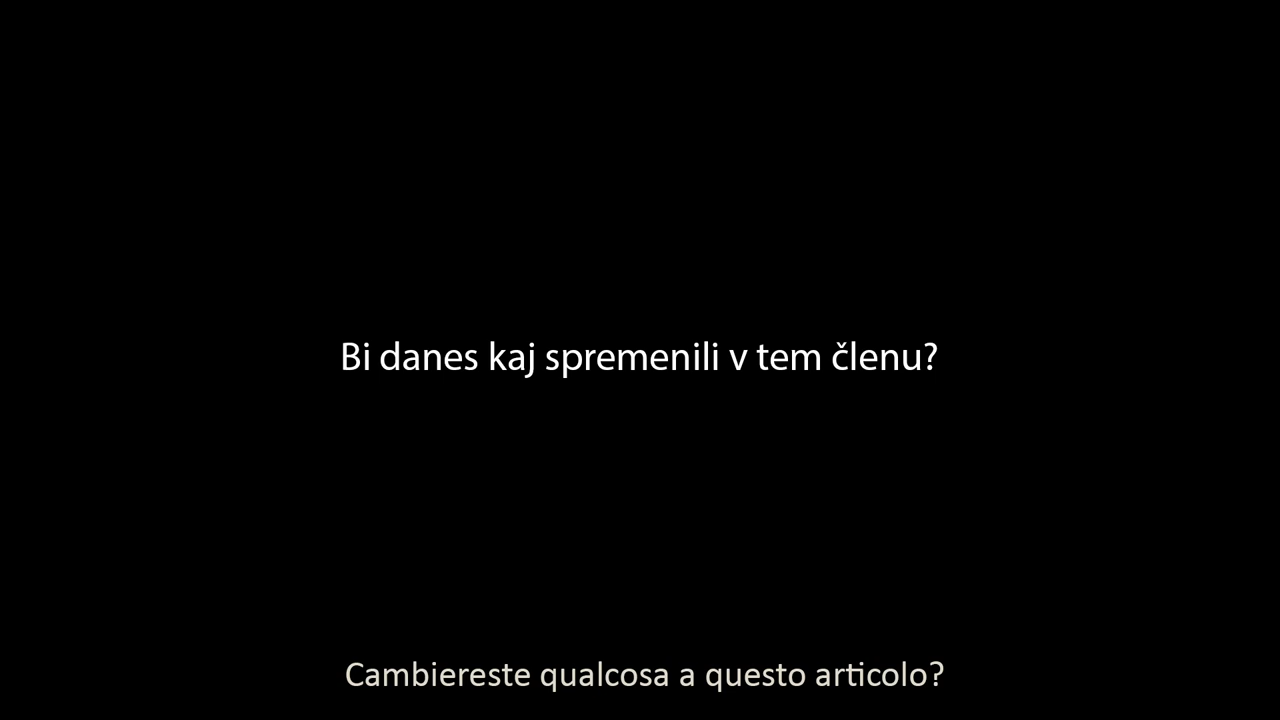 Bi danes kaj spremenili v tem členu?
Cambiereste qualcosa a questo articolo?